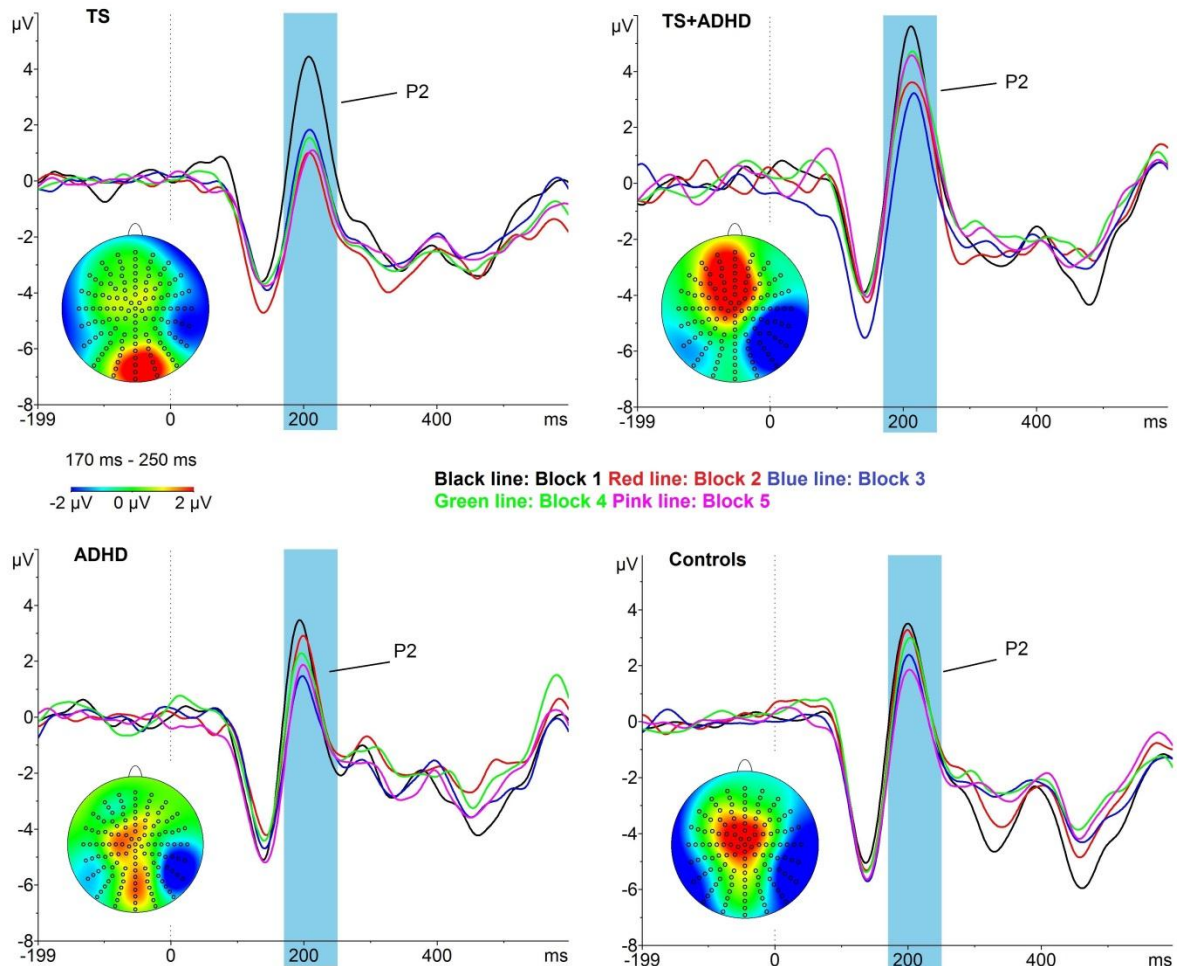 µV
TS
4
2
0
-2
-4
-6
-8
P2
-199
0
200
400
ms
µV
TS+ADHD
4
2
0
-2
-4
-6
-8
P2
-199
0
200
400
ms
170 ms - 250 ms
-2 µV 0 µV 2 µV
Black line: Block 1 Red line: Block 2 Blue line: Block 3
Green line: Block 4 Pink line: Block 5
µV
ADHD
4
2
0
-2
-4
-6
-8
P2
-199
0
200
400
ms
µV
Controls
4
2
0
-2
-4
-6
-8
P2
-199
0
200
400
ms